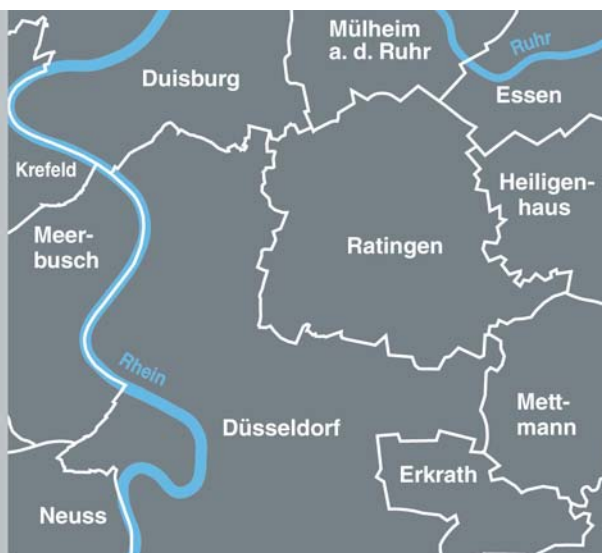 Mülheim
a. d. Ruhr
Ruhr
Duisburg
Essen
Krefeld
Heiligen-
haus
Meer-
busch
Ratingen
Rhein
Düsseldorf
Mett-
mann
Erkrath
Neuss